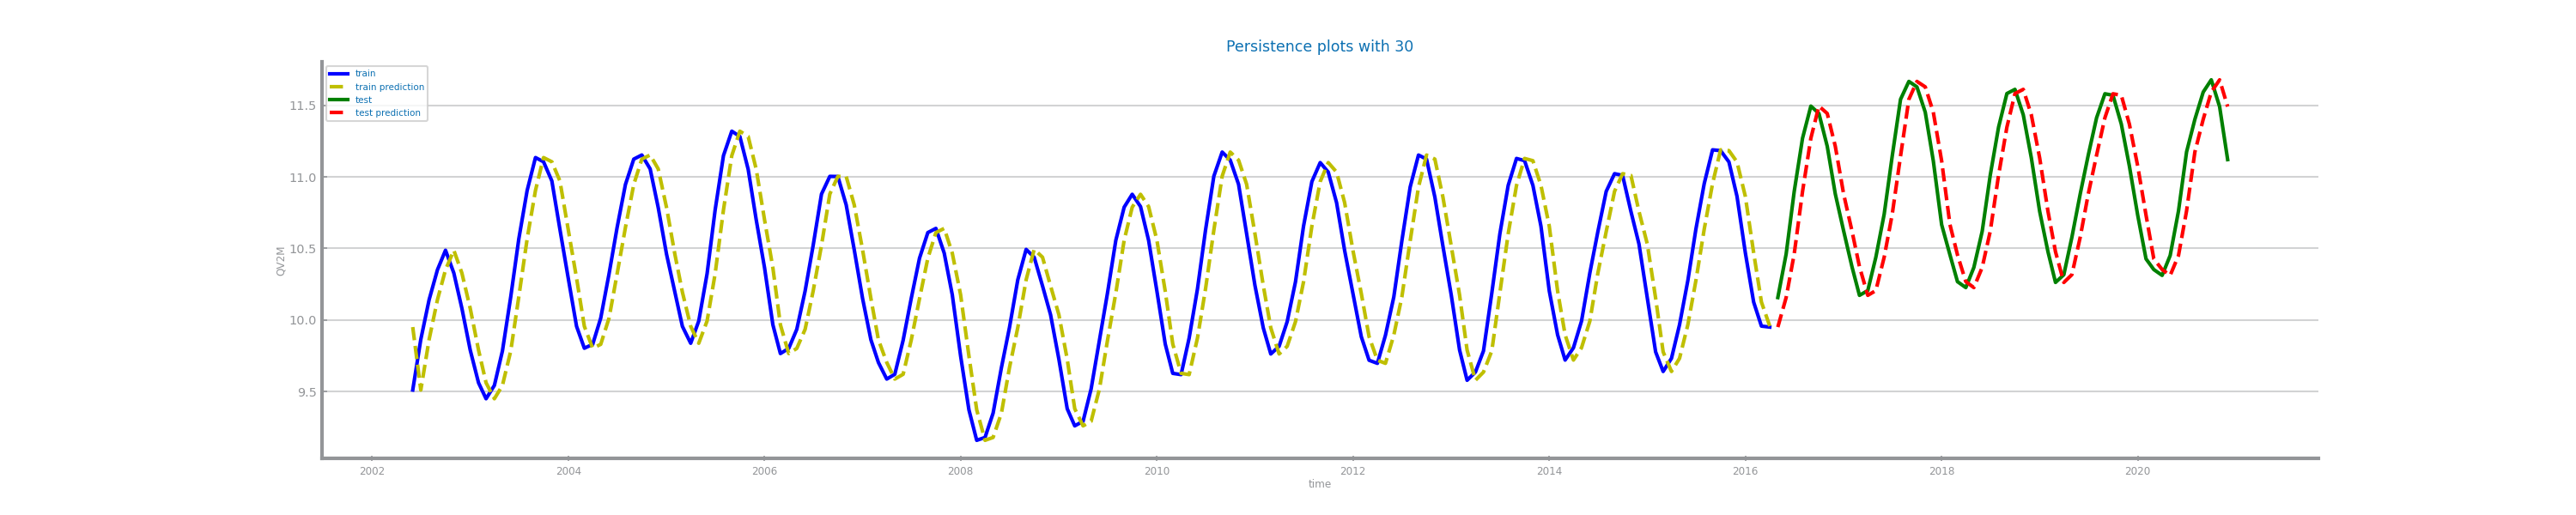 Persistence plots with 30
train
train prediction
test
test prediction
11.5
11.0
10.5
10.0
9.5
QV2M
2002 2004 2006 2008 2010 2012 2014 2016 2018 2020
time